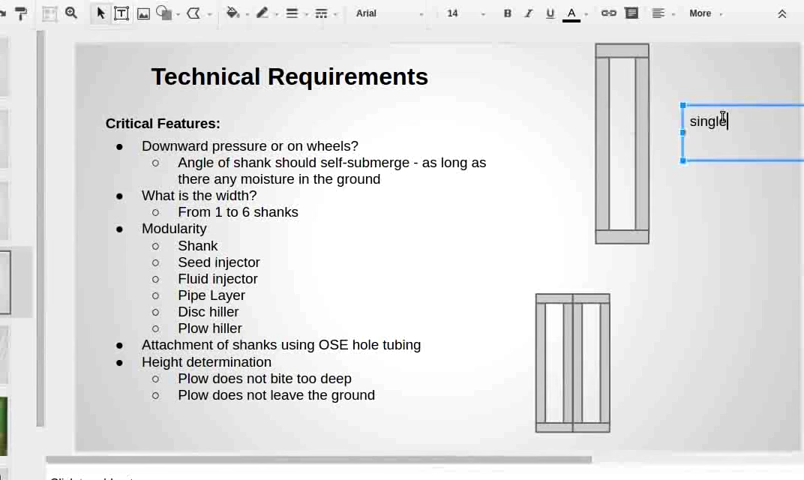 Arial
14
B
I
U
A
More
Technical Requirements
Critical Features:
● Downward pressure or on wheels?
○ Angle of shank should self-submerge - as long as
there any moisture in the ground
● What is the width?
○ From 1 to 6 shanks
● Modularity
○ Shank
○ Seed injector
○ Fluid injector
○ Pipe Layer
○ Disc hiller
○ Plow hiller
● Attachment of shanks using OSE hole tubing
● Height determination
○ Plow does not bite too deep
○ Plow does not leave the ground
single